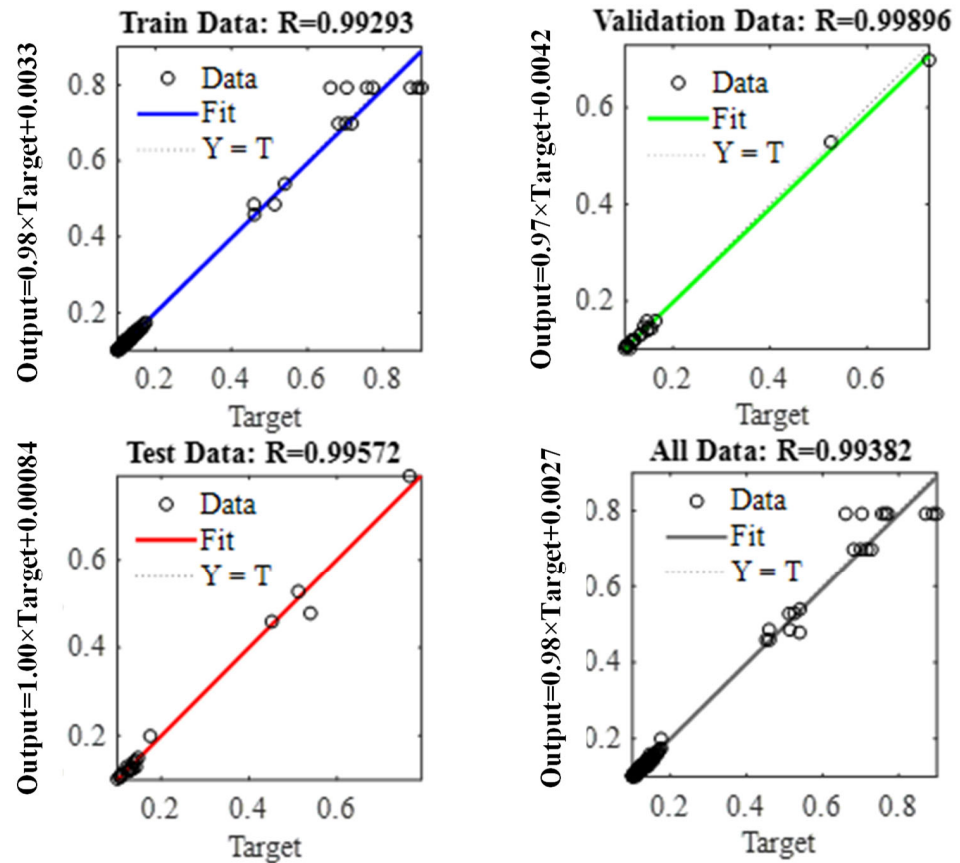 Train Data: R=0.99293
Output=0.98×Target+0.0033
Data
Fit
Y = T
0.8
0.6
0.4
0.2
0.2 0.4 0.6 0.8
Target
Validation Data: R=0.99896
Output=0.97×Target+0.0042
Data
Fit
Y = T
0.6
0.4
0.2
0.2 0.4 0.6
Target
Test Data: R=0.99572
Output=1.00×Target+0.00084
Data
Fit
Y = T
0.6
0.4
0.2
0.2 0.4 0.6
Target
All Data: R=0.99382
Output=0.98×Target+0.0027
Data
Fit
Y = T
0.8
0.6
0.4
0.2
0.2 0.4 0.6 0.8
Target